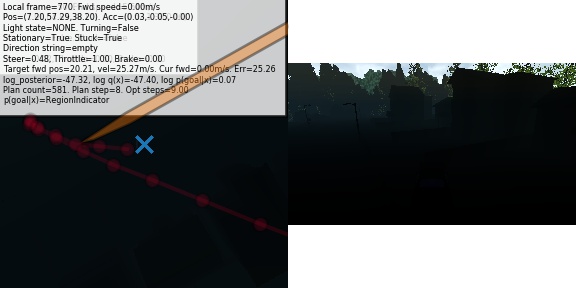 Local frame=770. Fwd speed=0.00m/s
Pos=(7.20,57.29,38.20). Acc=(0.03,-0.05,-0.00)
Light state=NONE. Turning=False
Stationary=True. Stuck=True
Direction string=empty
Steer=0.48, Throttle=1.00, Brake=0.00
Target fwd pos=20.21, vel=25.27m/s. Cur fwd=0.00m/s. Err=25.26
log_posterior=-47.32, log q(x)=-47.40, log p(goal|x)=0.07
Plan count=581. Plan step=8. Opt steps=9.00
p(goal|x)=RegionIndicator